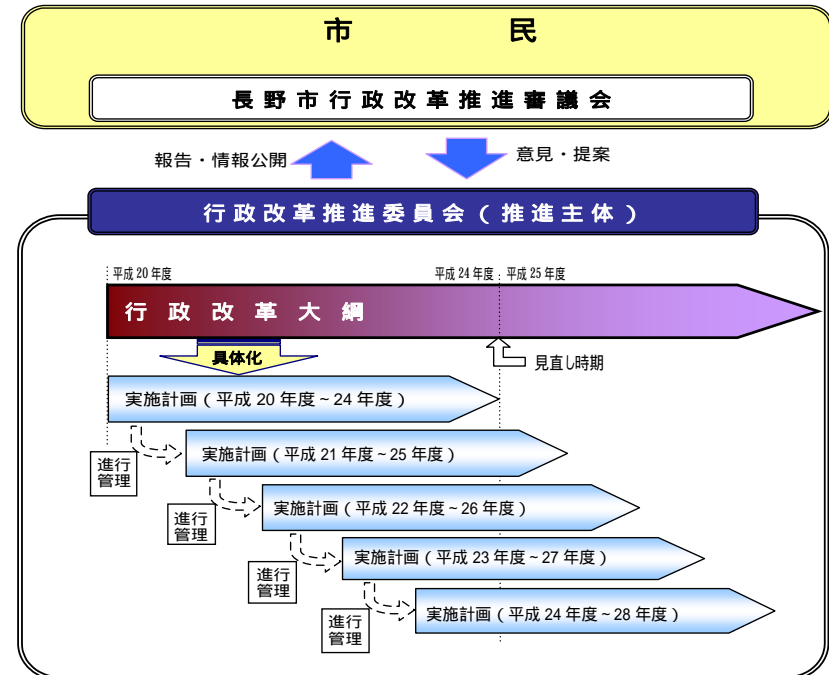 市 民
長野市行政改革推進審議会
報告・情報公開
意見・提案
行政改革推進委員会(推進主体)
平成20年度
平成24年度
平成25年度
行政改革大綱
具体化
見直し時期
実施計画(平成20年度~24年度)
進行
管理
実施計画(平成21年度~25年度)
進行
管理
実施計画(平成22年度~26年度)
進行
管理
実施計画(平成23年度~27年度)
進行
管理
実施計画(平成24年度~28年度)